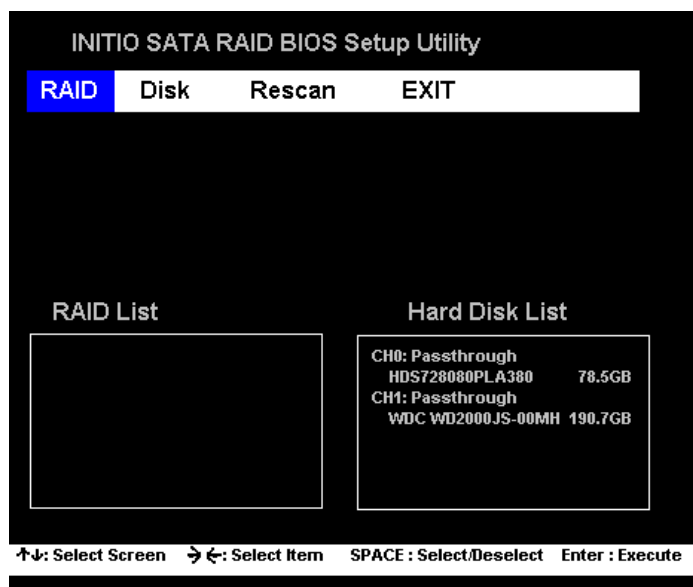 INITIO SATA RAID BIOS Setup Utility
RAID Disk Rescan EXIT
RAID List
Hard Disk List
CH0: Passthrough
HDS728080PLA380 78.5GB
CH1: Passthrough
WDC WD2000JS-00MH 190.7GB
↑↓: Select Screen →←: Select Item SPACE : Select/Deselect Enter : Execute